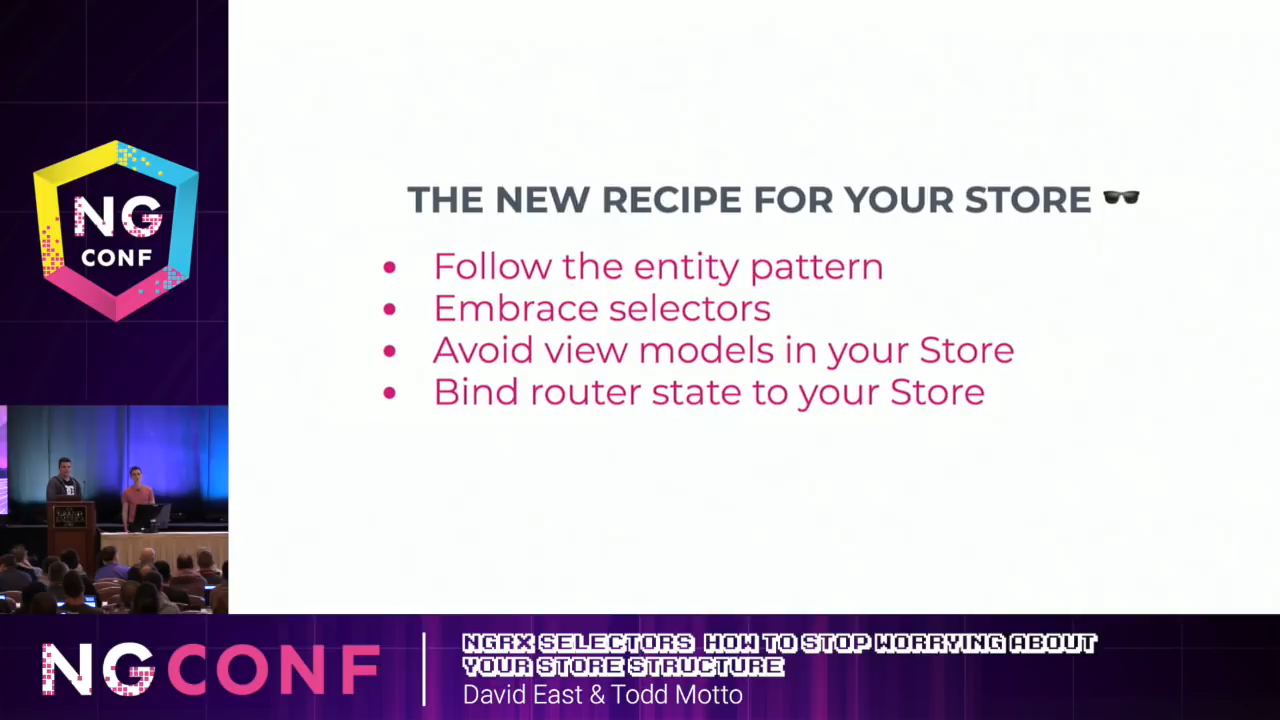 NG
CONF
THE NEW RECIPE FOR YOUR STORE 🕶️
• Follow the entity pattern
• Embrace selectors
• Avoid view models in your Store
• Bind router state to your Store
NG CONF
NGRX SELECTORS HOW TO STOP WORRYING ABOUT
YOUR STORE STRUCTURE
David East & Todd Motto